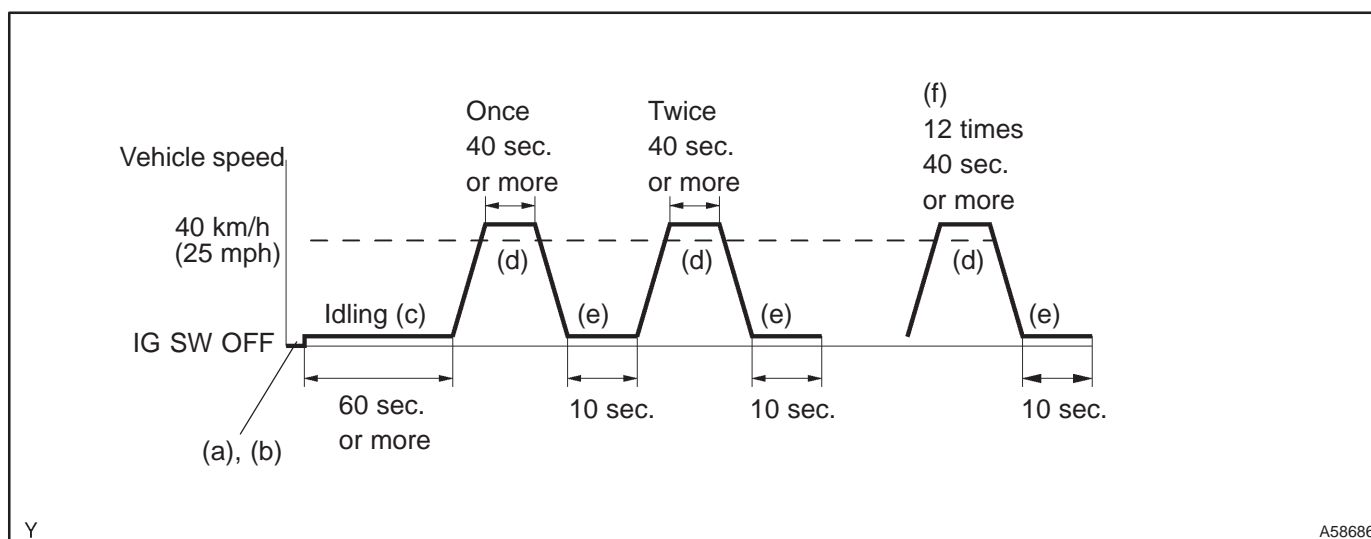 Once
40 sec.
or more
Twice
40 sec.
or more
(f)
12 times
40 sec.
or more
Vehicle speed
40 km/h
(25 mph)
(d)
(d)
(d)
Idling (c)
(e)
(e)
(e)
IG SW OFF
60 sec.
or more
10 sec.
10 sec.
10 sec.
(a), (b)
Y
A58686